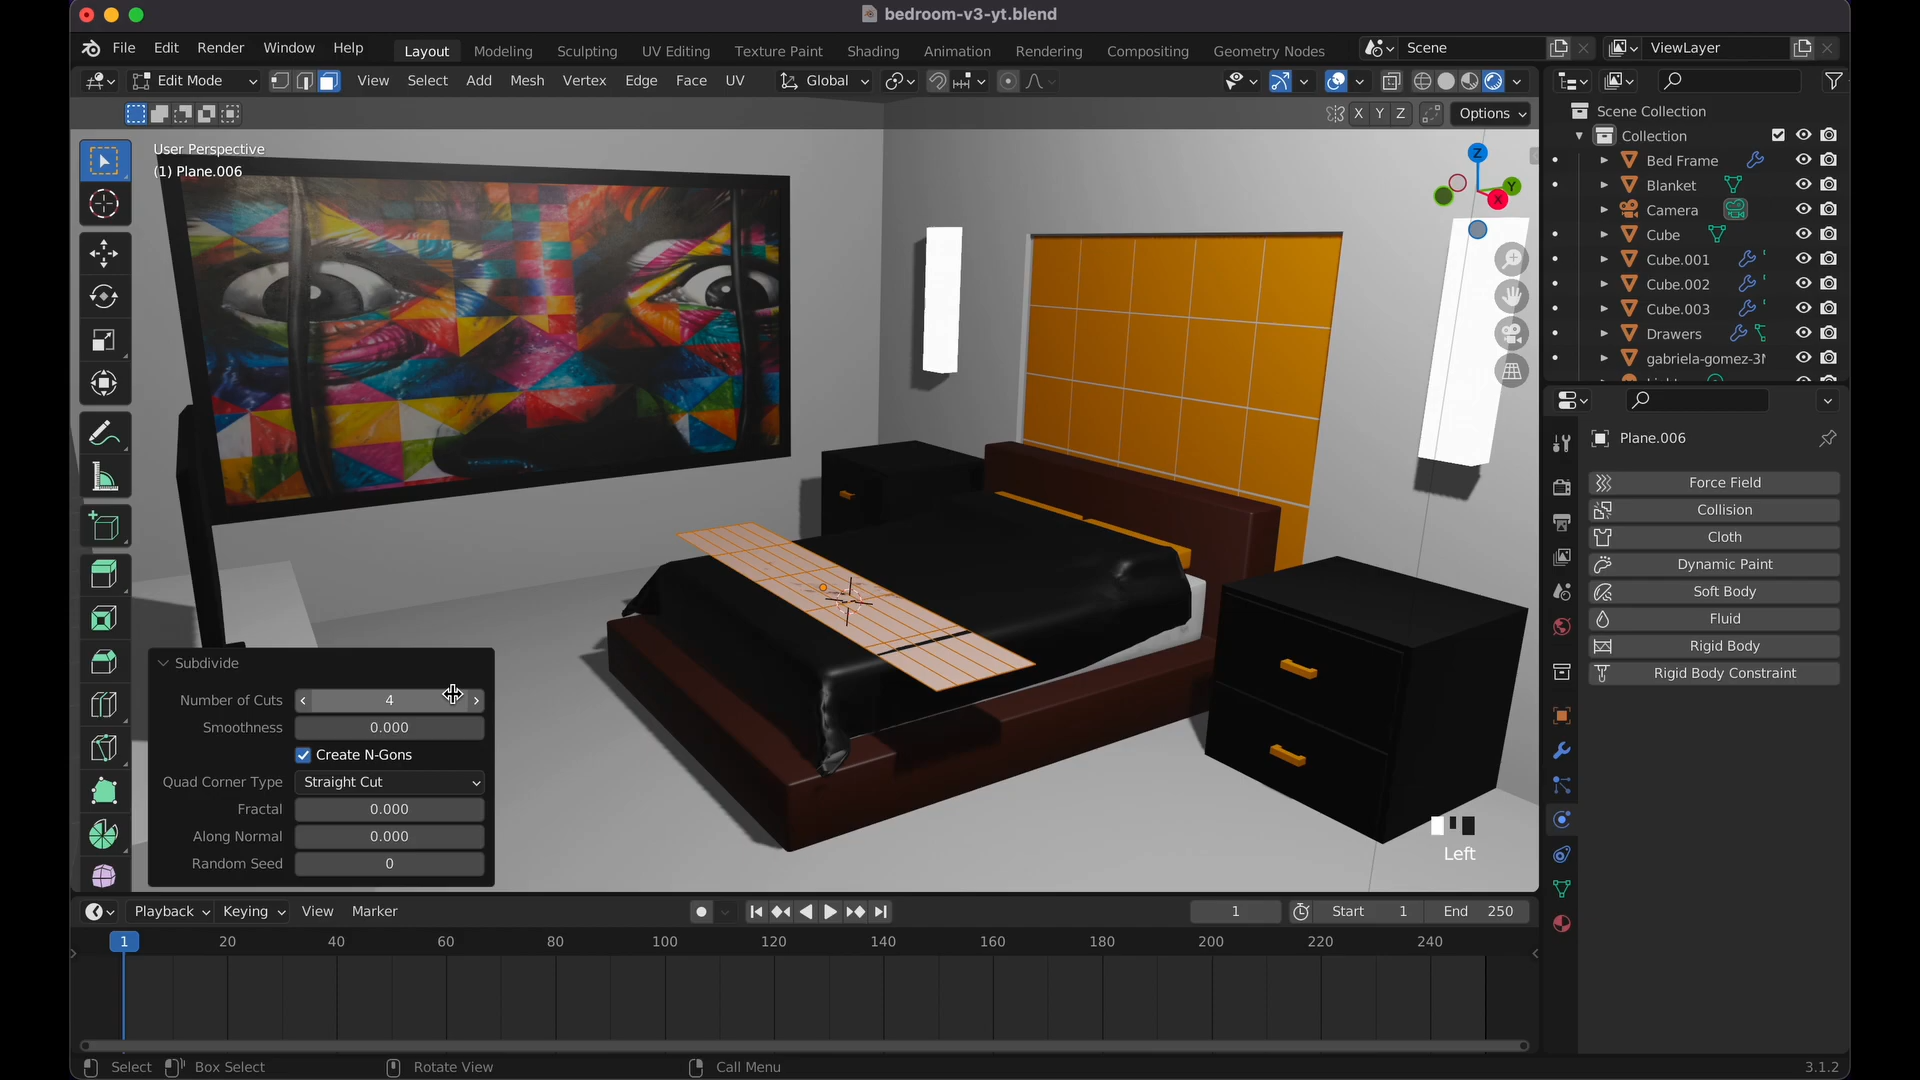 bedroom-v3-yt.blend
File Edit Render Window Help Layout Modeling Sculpting UV Editing Texture Paint Shading Animation Rendering Compositing Geometry Nodes Scene ViewLayer
Edit Mode View Select Add Mesh Vertex Edge Face UV Global
X Y Z Options
User Perspective
(1) Plane.006
Z
Y
X
Scene Collection
Collection
Bed Frame
Blanket
Camera
Cube
Cube.001
Cube.002
Cube.003
Drawers
gabriela-gomez-3
Plane.006
Force Field
Collision
Cloth
Dynamic Paint
Soft Body
Fluid
Rigid Body
Rigid Body Constraint
Subdivide
Number of Cuts 4
Smoothness 0.000
Create N-Gons
Quad Corner Type Straight Cut
Fractal 0.000
Along Normal 0.000
Random Seed 0
Left
Playback Keying View Marker 1 Start 1 End 250
1 20 40 60 80 100 120 140 160 180 200 220 240
Select Box Select Rotate View Call Menu 3.1.2